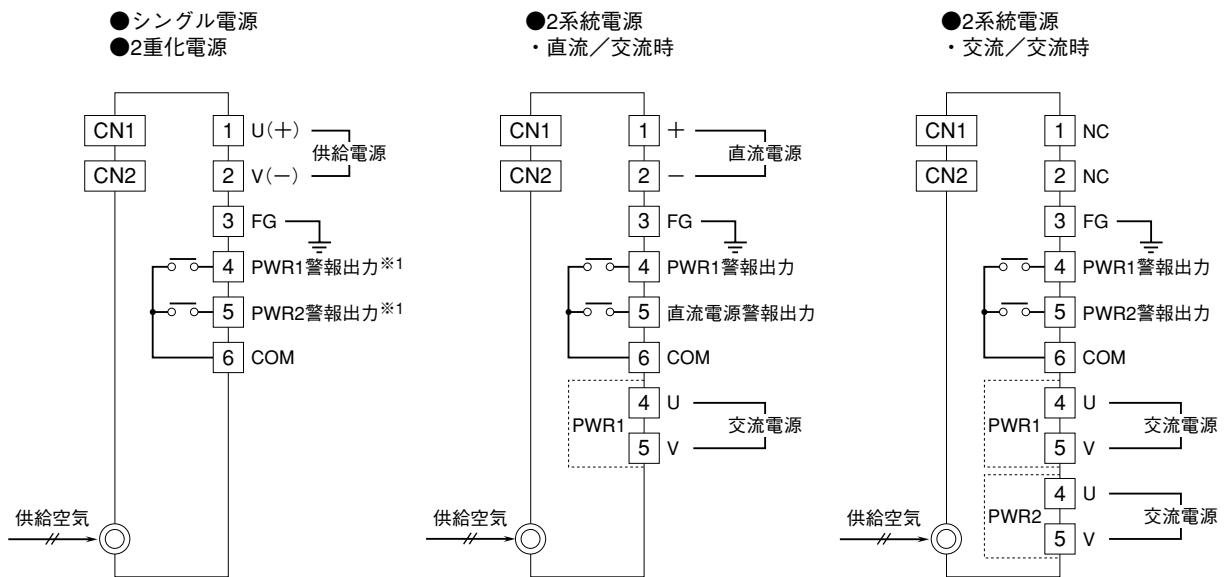 ●シングル電源
●2重化電源
CN1
CN2
1 U(+)
供給電源
2 V(－)
3 FG
4 PWR1警報出力※1
5 PWR2警報出力※1
6 COM
供給空気
●2系統電源
・直流／交流時
CN1
CN2
1 ＋
直流電源
2 －
3 FG
4 PWR1警報出力
5 直流電源警報出力
6 COM
PWR1
4 U
交流電源
5 V
供給空気
●2系統電源
・交流／交流時
CN1
CN2
1 NC
2 NC
3 FG
4 PWR1警報出力
5 PWR2警報出力
6 COM
PWR1
4 U
交流電源
5 V
PWR2
4 U
交流電源
5 V
供給空気